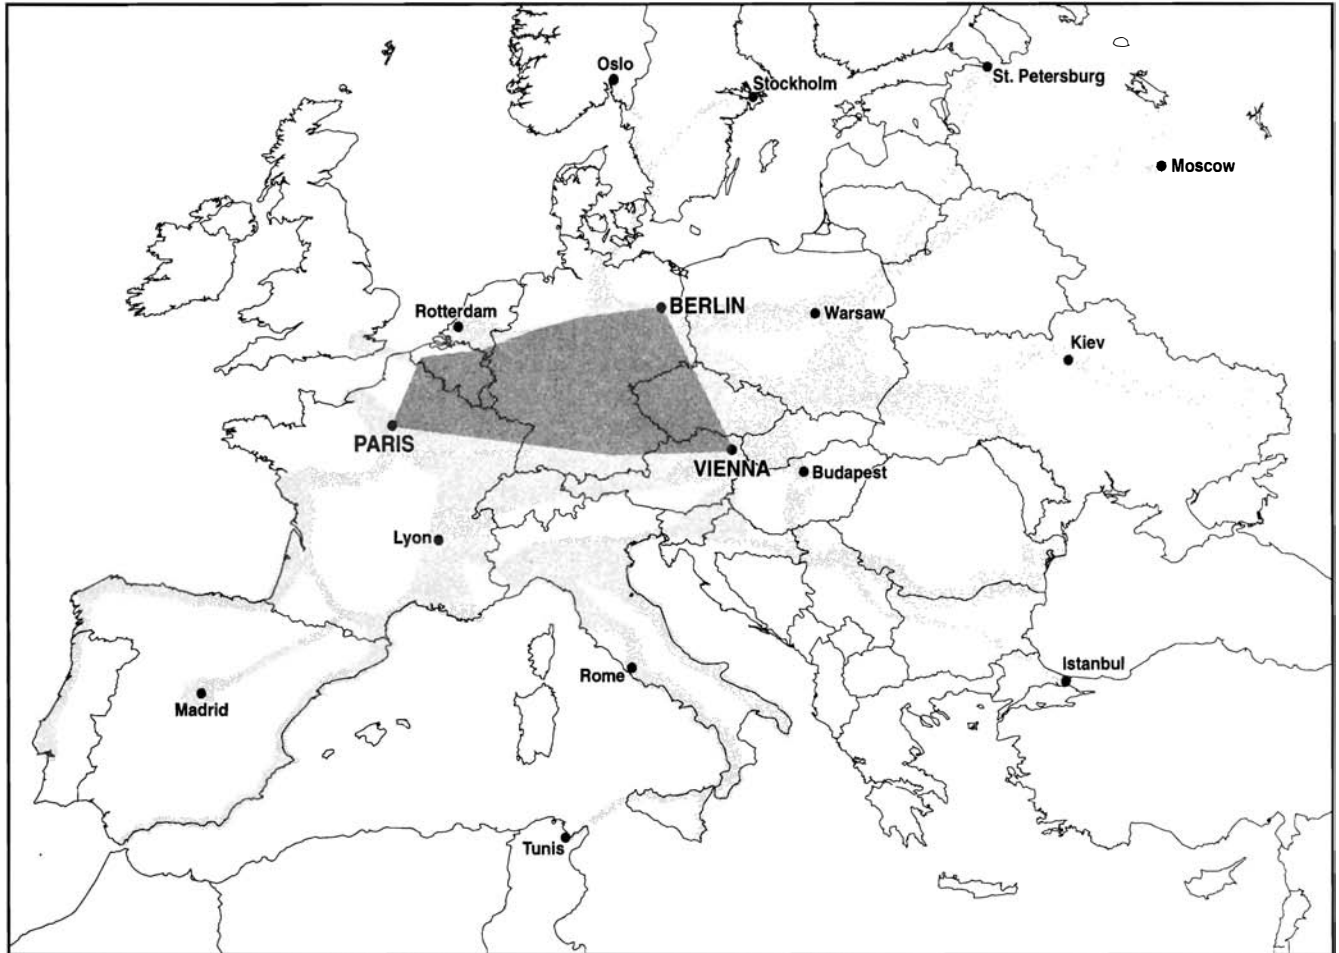 Oslo
Stockholm
St. Petersburg
Moscow
Rotterdam
BERLIN
Warsaw
Kiev
PARIS
VIENNA
Budapest
Lyon
Istanbul
Rome
Madrid
Tunis